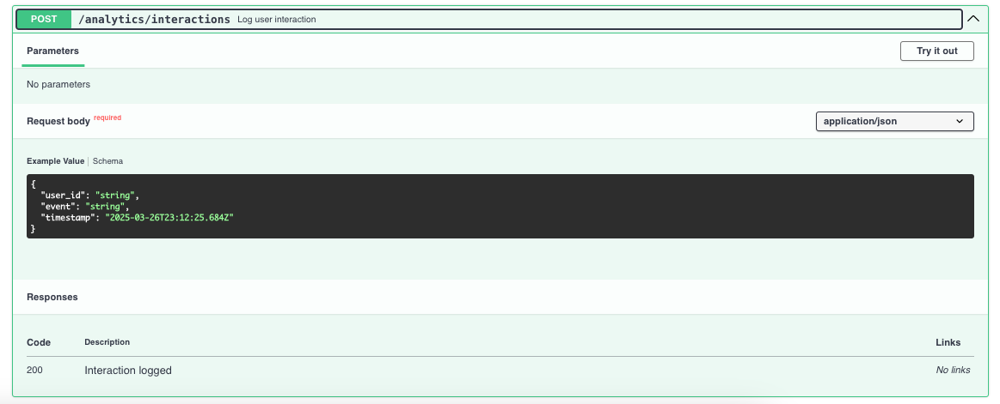 POST /analytics/interactions Log user interaction
Parameters
Try it out
No parameters
Request body required
application/json
Example Value | Schema
{
  "user_id": "string",
  "event": "string",
  "timestamp": "2025-03-26T23:12:25.684Z"
}
Responses
Code Description Links
200 Interaction logged No links